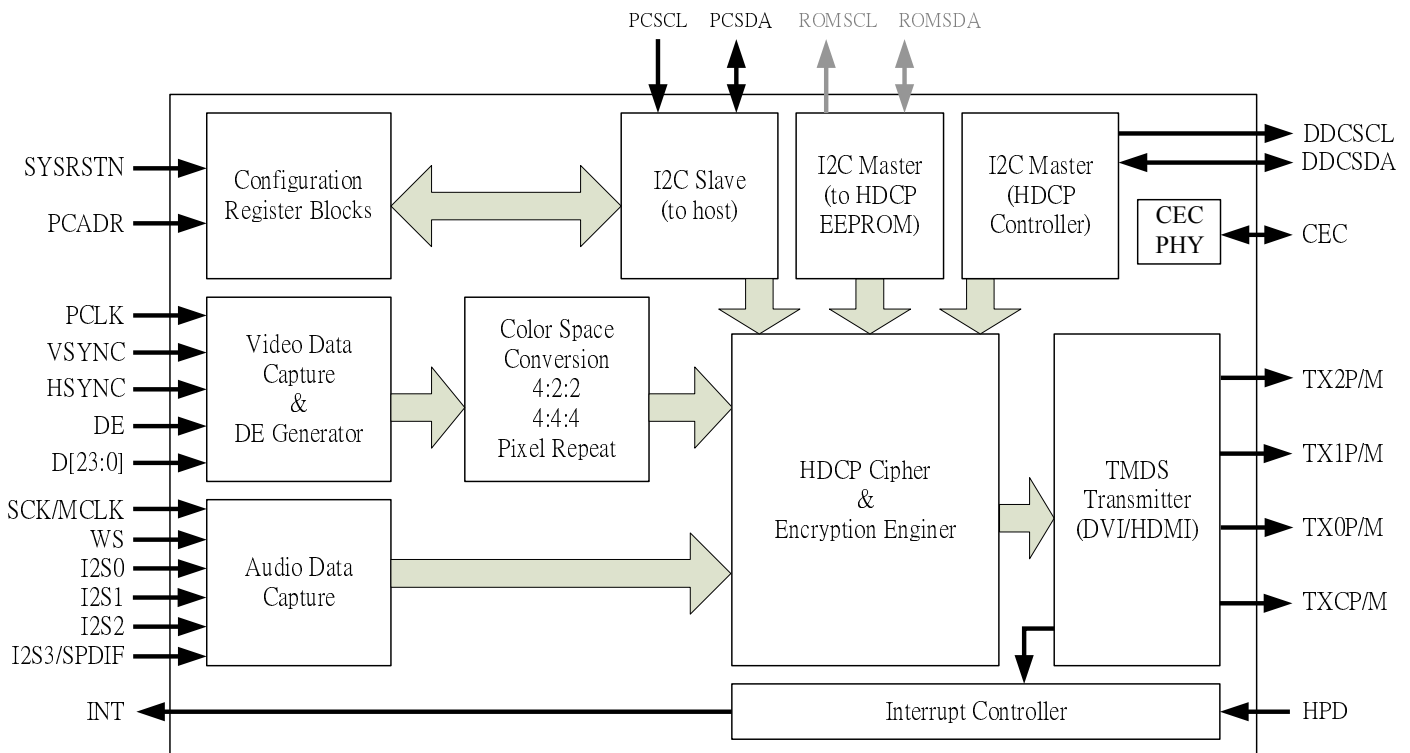 PCSCL PCSDA ROMSCL ROMSDA
SYSRSTN
PCADR
Configuration
Register Blocks
I2C Slave
(to host)
I2C Master
(to HDCP
EEPROM)
I2C Master
(HDCP
Controller)
DDCSCL
DDCSDA
CEC
PHY
CEC
PCLK
VSYNC
HSYNC
DE
D[23:0]
Video Data
Capture
&
DE Generator
Color Space
Conversion
4:2:2
4:4:4
Pixel Repeat
HDCP Cipher
&
Encryption Enginer
TMDS
Transmitter
(DVI/HDMI)
TX2P/M
TX1P/M
TX0P/M
TXCP/M
SCK/MCLK
WS
I2S0
I2S1
I2S2
I2S3/SPDIF
Audio Data
Capture
INT
Interrupt Controller
HPD